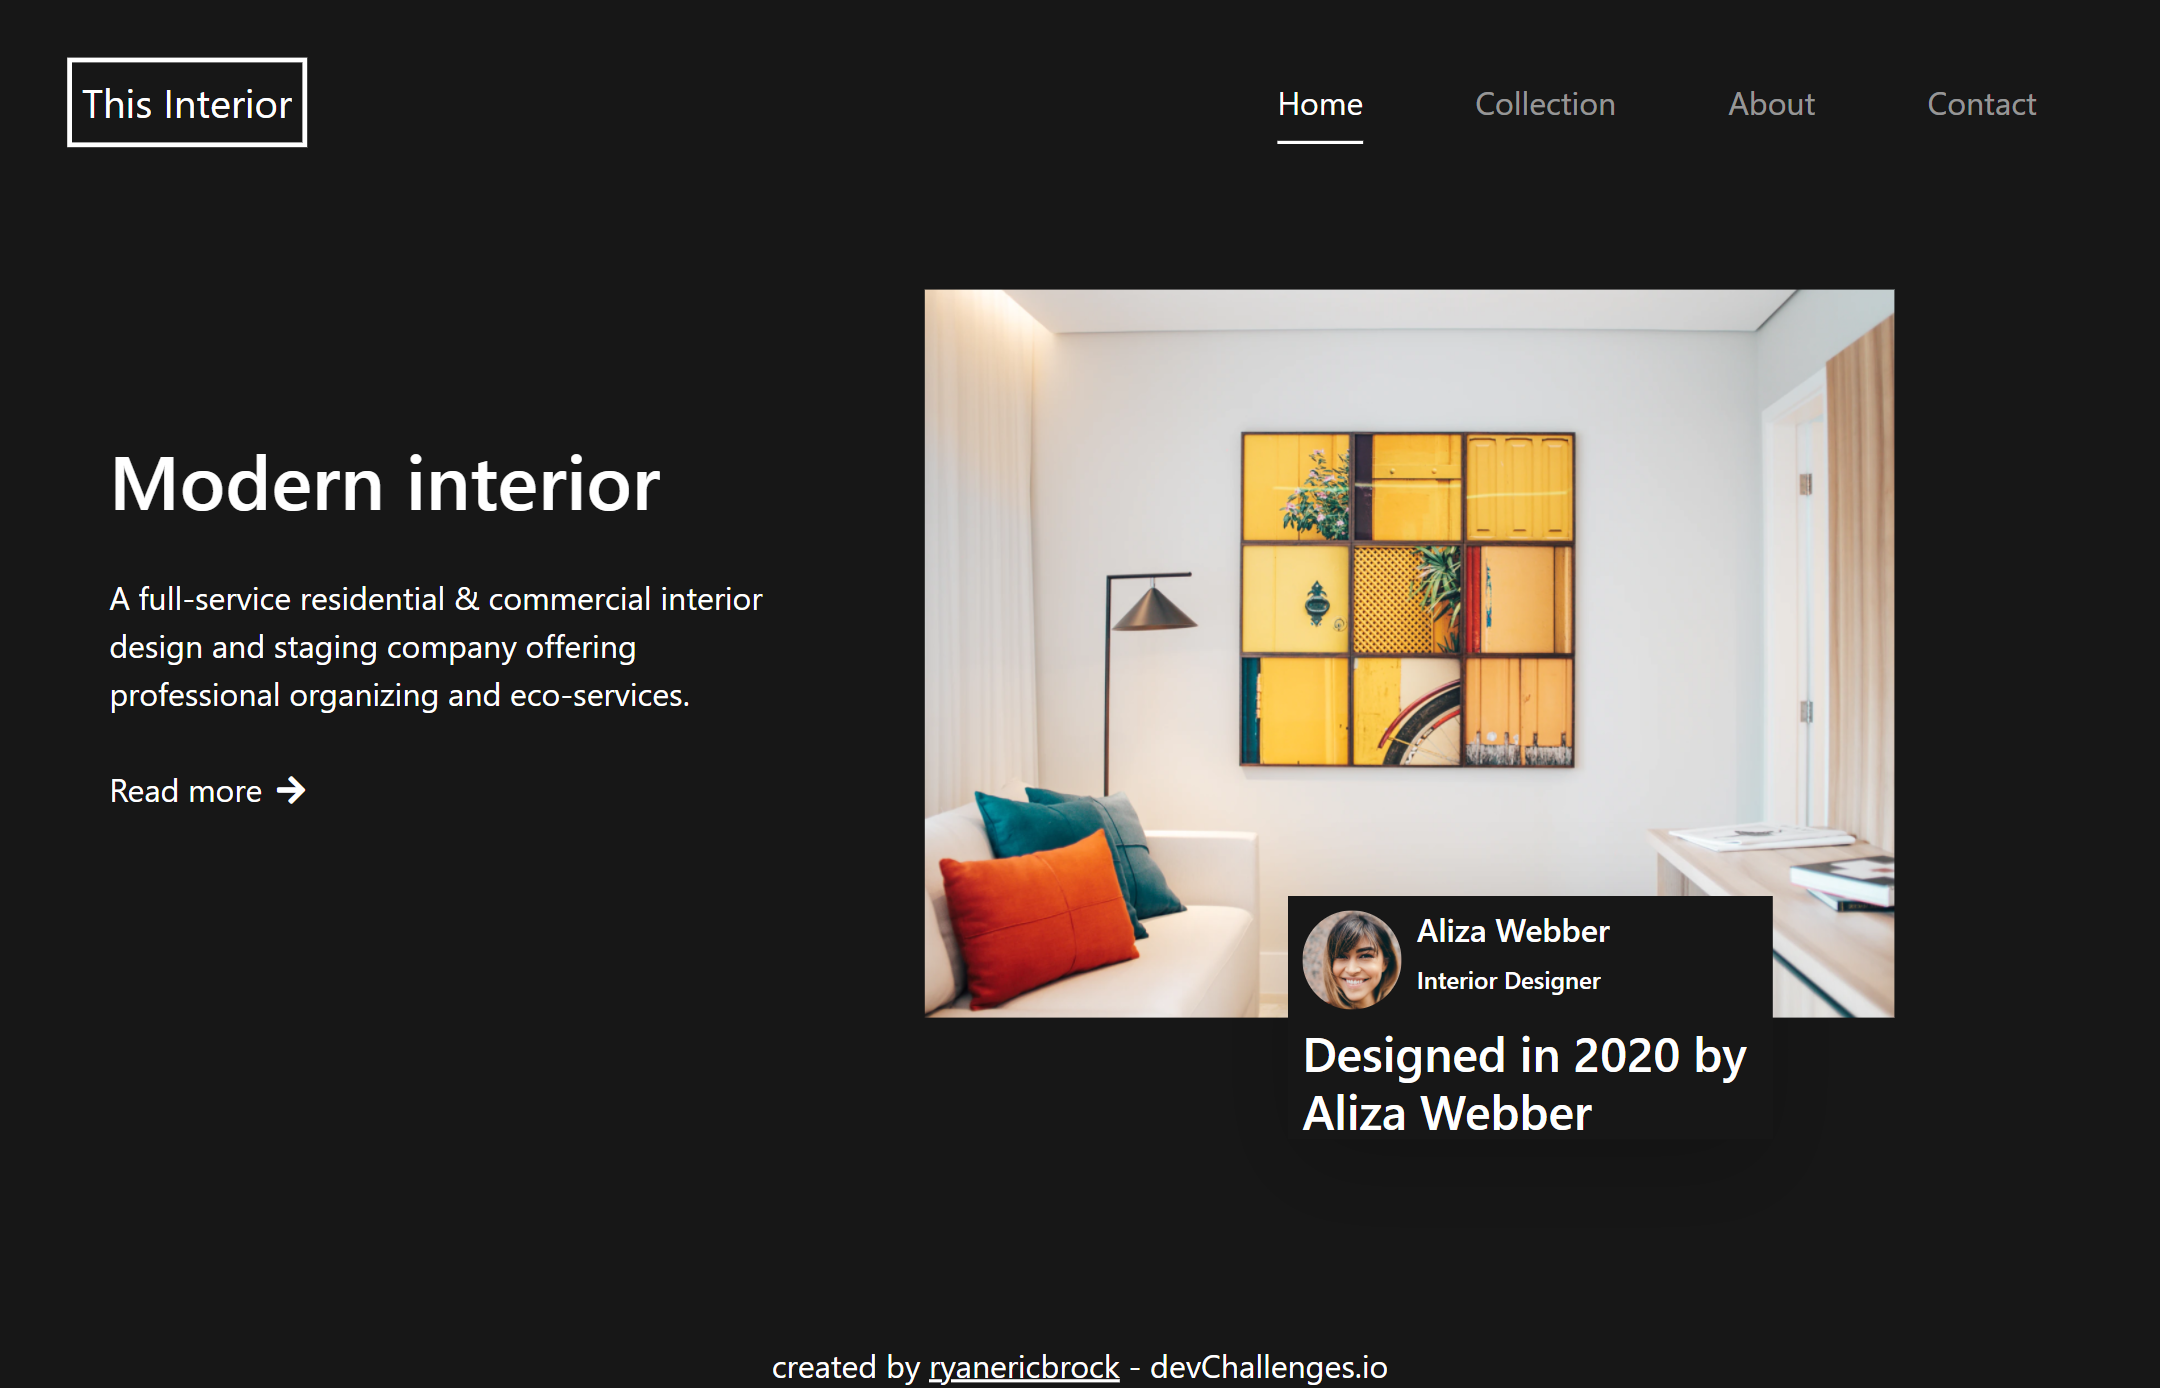 This Interior
Home
Collection
About
Contact
Modern interior
A full-service residential & commercial interior
design and staging company offering
professional organizing and eco-services.
Read more
Aliza Webber
Interior Designer
Designed in 2020 by
Aliza Webber
created by ryanericbrock - devChallenges.io